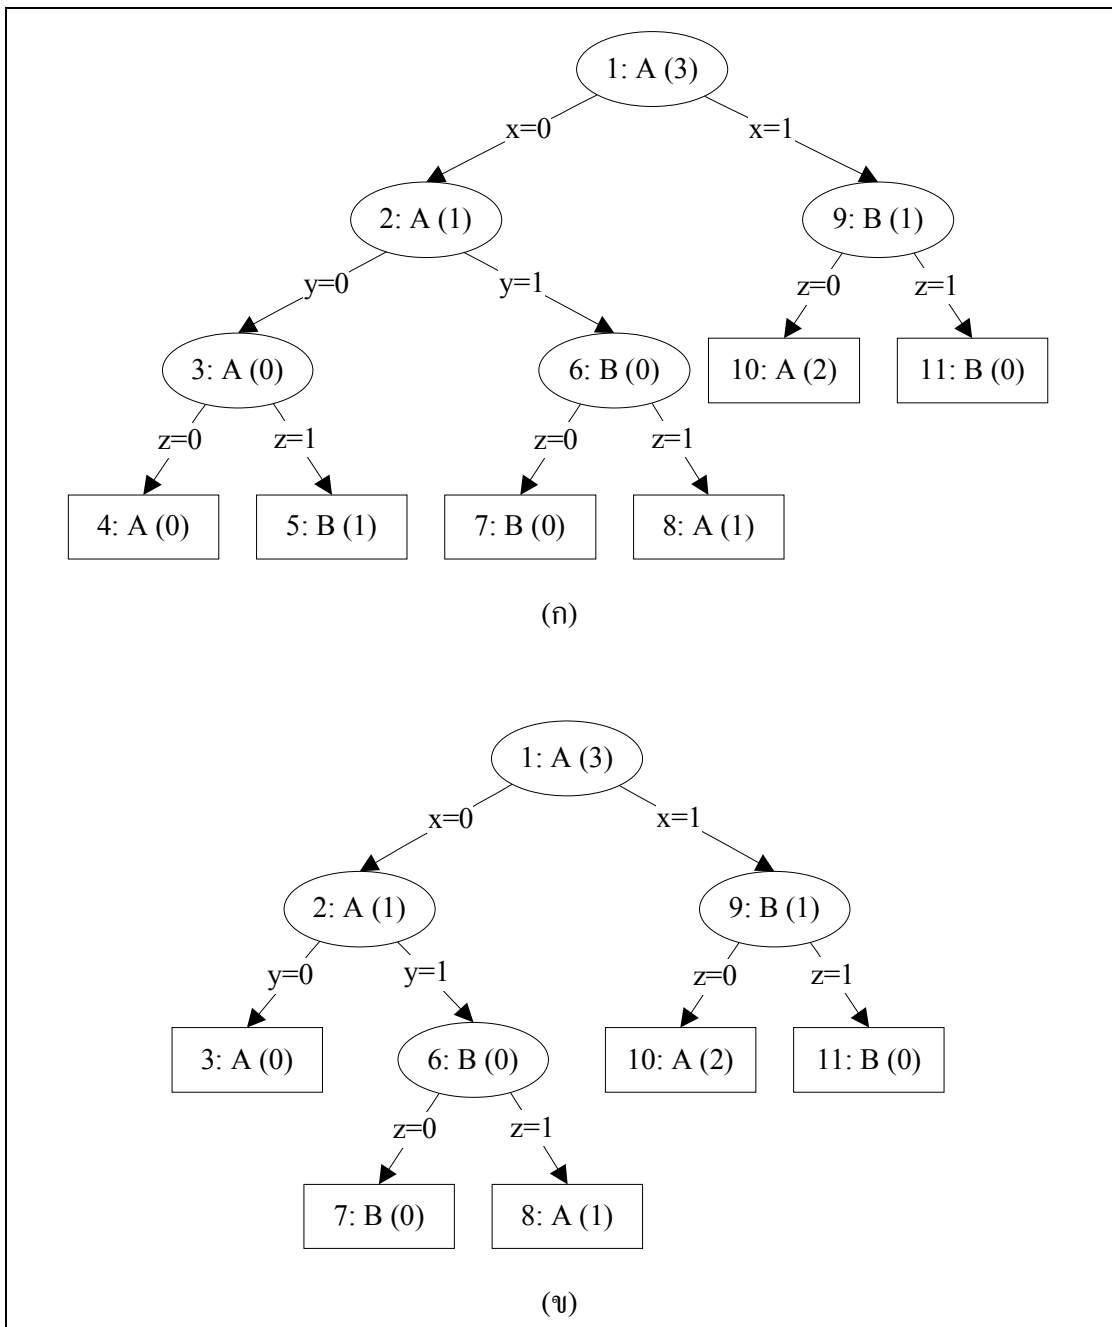 1: A (3)
x=0 x=1
2: A (1) 9: B (1)
y=0 y=1 z=0 z=1
3: A (0) 6: B (0) 10: A (2) 11: B (0)
z=0 z=1 z=0 z=1
4: A (0) 5: B (1) 7: B (0) 8: A (1)
(ก)
1: A (3)
x=0 x=1
2: A (1) 9: B (1)
y=0 y=1 z=0 z=1
3: A (0) 6: B (0) 10: A (2) 11: B (0)
z=0 z=1
7: B (0) 8: A (1)
(ข)